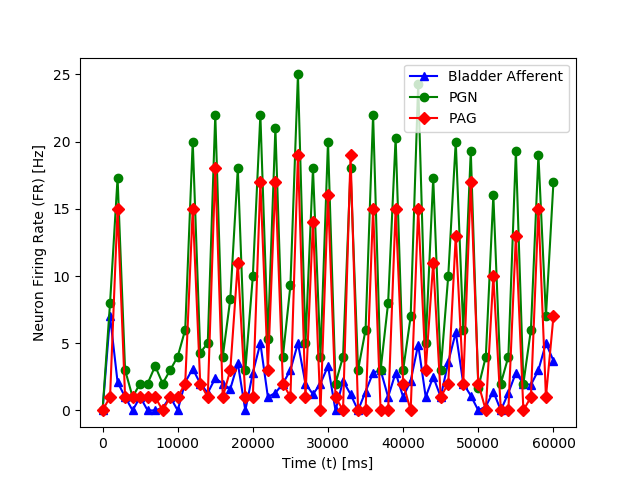 Bladder Afferent
PGN
PAG
25
20
15
10
5
0
Neuron Firing Rate (FR) [Hz]
0 10000 20000 30000 40000 50000 60000
Time (t) [ms]